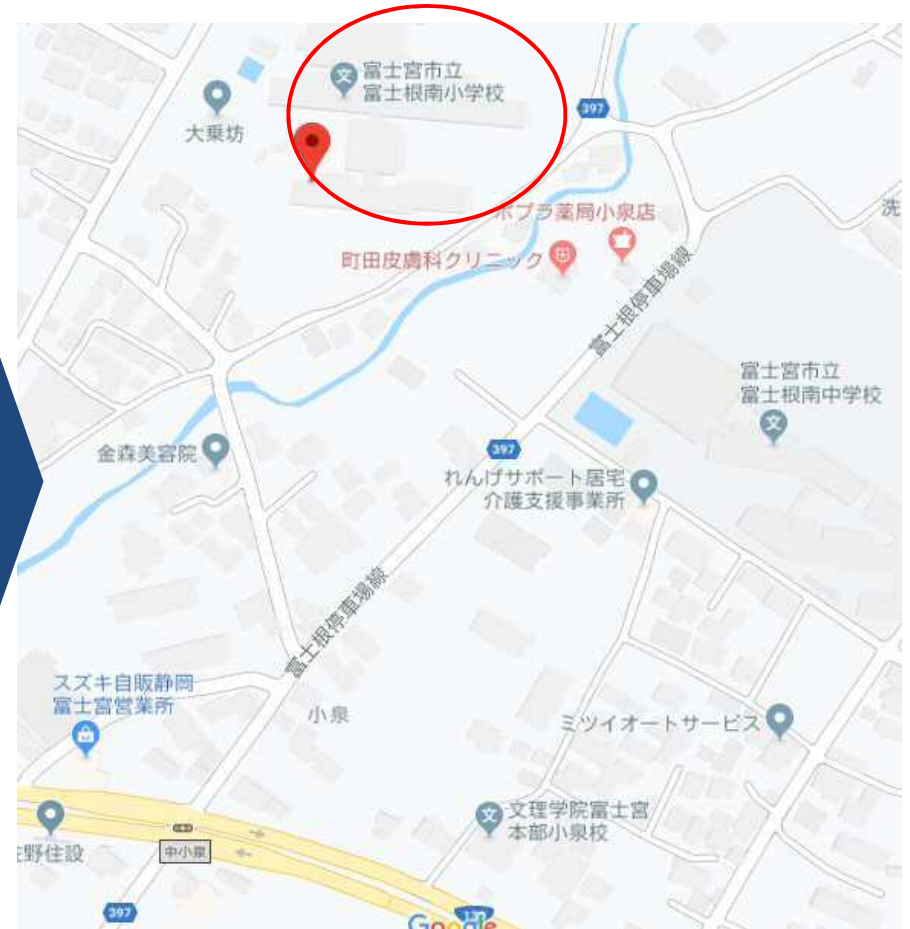 富士宮市立
富士根南小学校
397
大乗坊
ポプラ薬局小泉店
洗
町田皮膚科クリニック
富士根停車場線
富士宮市立
富士根南中学校
金森美容院
397
れんげサポート居宅
介護支援事業所
富士根停車場線
スズキ自販静岡
富士宮営業所
小泉
ミツイオートサービス
文理学院富士宮
本部小泉校
野住設
中小泉
397
Google